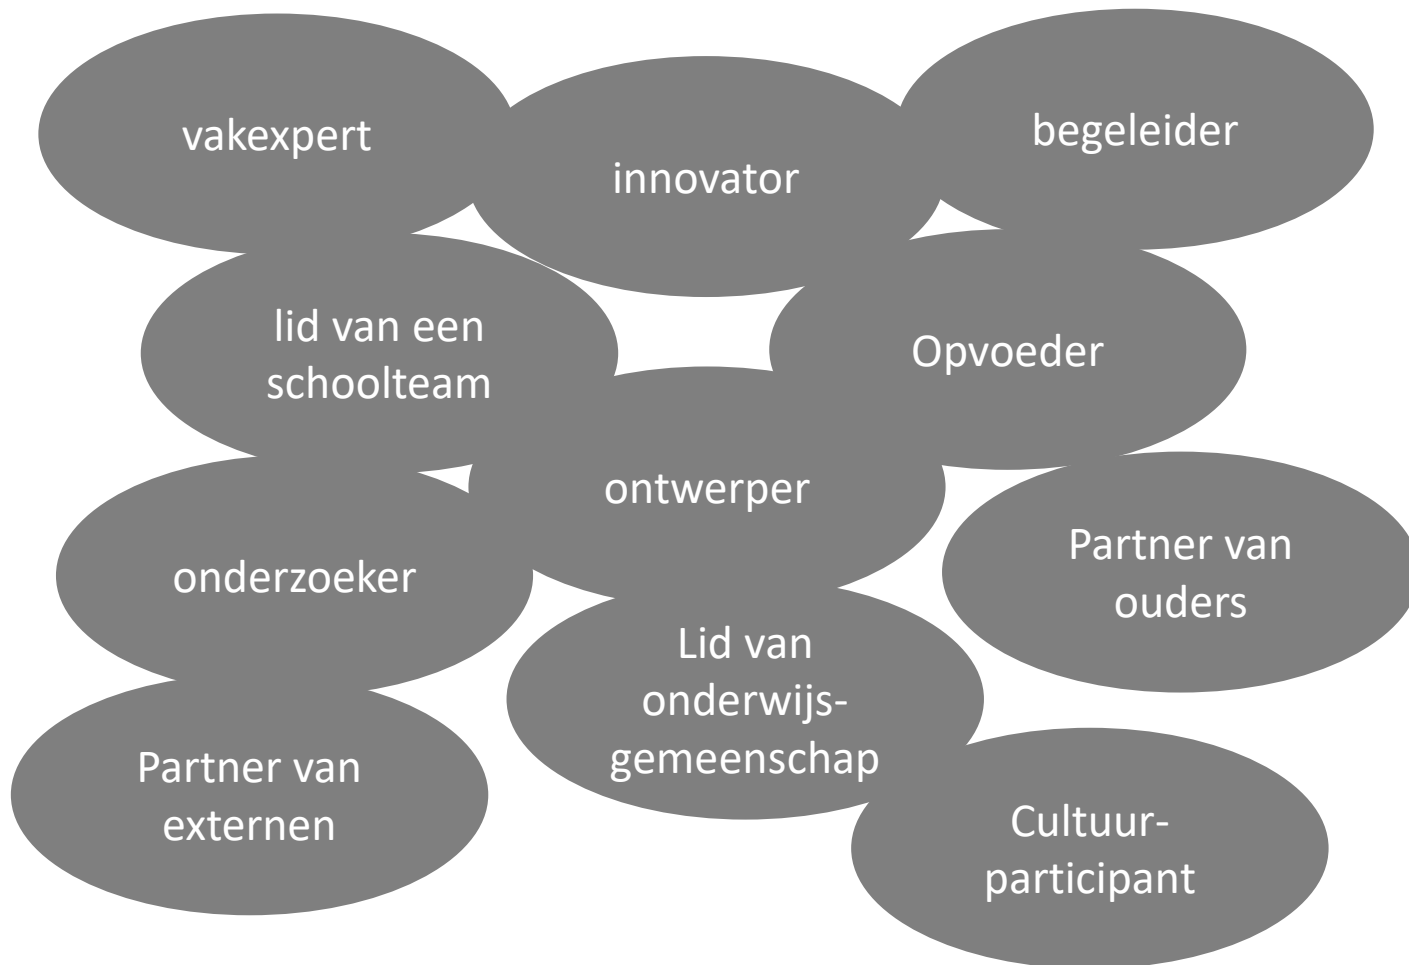 vakexpert
innovator
begeleider
lid van een
schoolteam
Opvoeder
ontwerper
onderzoeker
Partner van
ouders
Lid van
onderwijs-
gemeenschap
Partner van
externen
Cultuur-
participant